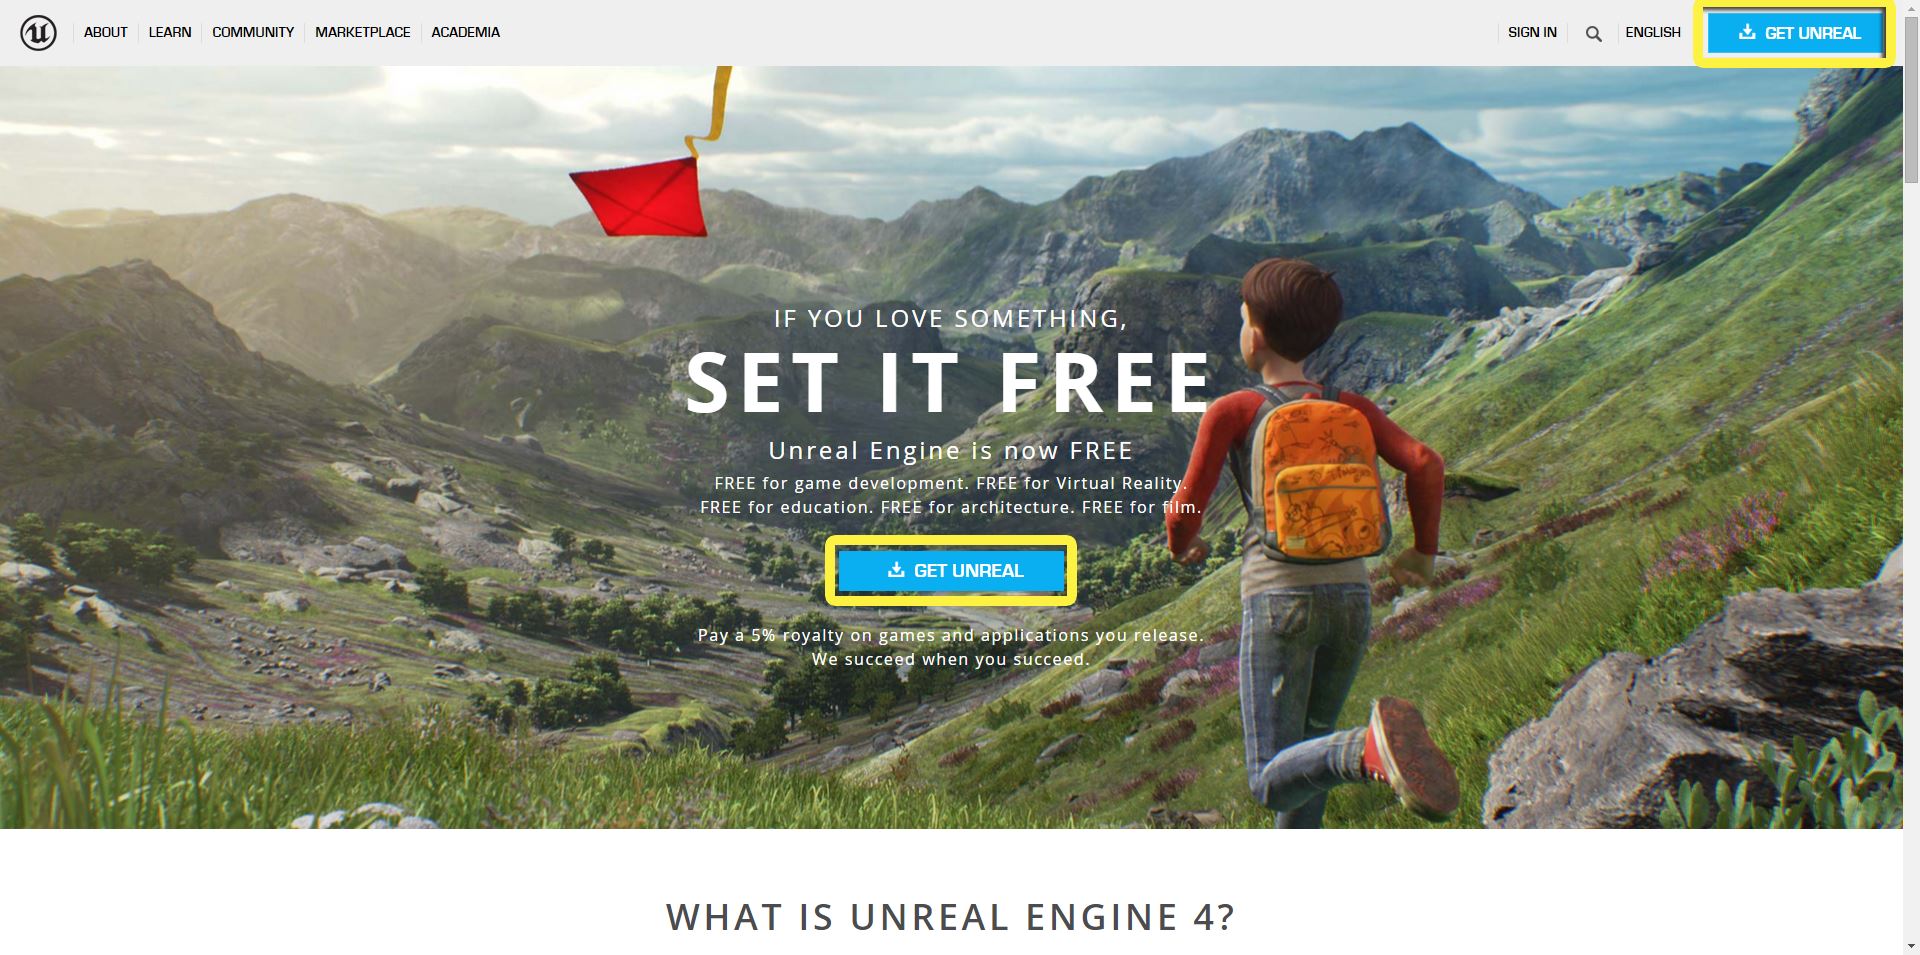 ABOUT LEARN COMMUNITY MARKETPLACE ACADEMIA SIGN IN ENGLISH GET UNREAL
IF YOU LOVE SOMETHING,
SET IT FREE
Unreal Engine is now FREE
FREE for game development. FREE for Virtual Reality.
FREE for education. FREE for architecture. FREE for film.
GET UNREAL
Pay a 5% royalty on games and applications you release.
We succeed when you succeed.
WHAT IS UNREAL ENGINE 4?